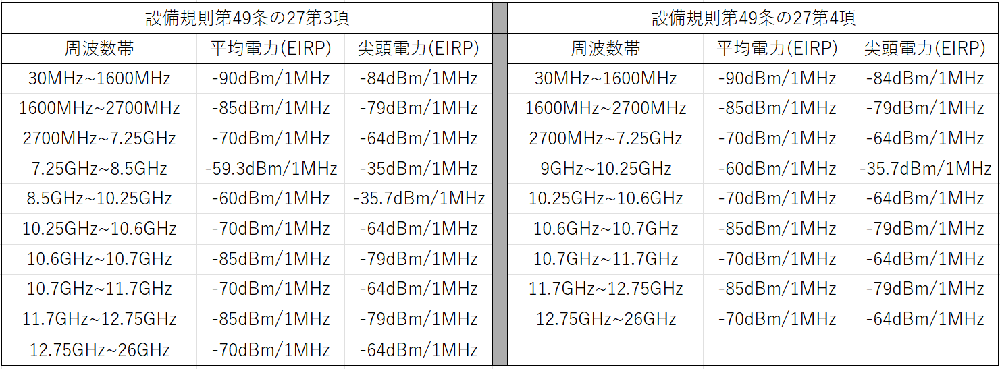 設備規則第49条の27第3項 設備規則第49条の27第4項
周波数帯 平均電力(EIRP) 尖頭電力(EIRP) 周波数帯 平均電力(EIRP) 尖頭電力(EIRP)
30MHz~1600MHz -90dBm/1MHz -84dBm/1MHz 30MHz~1600MHz -90dBm/1MHz -84dBm/1MHz
1600MHz~2700MHz -85dBm/1MHz -79dBm/1MHz 1600MHz~2700MHz -85dBm/1MHz -79dBm/1MHz
2700MHz~7.25GHz -70dBm/1MHz -64dBm/1MHz 2700MHz~7.25GHz -70dBm/1MHz -64dBm/1MHz
7.25GHz~8.5GHz -59.3dBm/1MHz -35dBm/1MHz 9GHz~10.25GHz -60dBm/1MHz -35.7dBm/1MHz
8.5GHz~10.25GHz -60dBm/1MHz -35.7dBm/1MHz 10.25GHz~10.6GHz -70dBm/1MHz -64dBm/1MHz
10.25GHz~10.6GHz -70dBm/1MHz -64dBm/1MHz 10.6GHz~10.7GHz -85dBm/1MHz -79dBm/1MHz
10.6GHz~10.7GHz -85dBm/1MHz -79dBm/1MHz 10.7GHz~11.7GHz -70dBm/1MHz -64dBm/1MHz
10.7GHz~11.7GHz -70dBm/1MHz -64dBm/1MHz 11.7GHz~12.75GHz -85dBm/1MHz -79dBm/1MHz
11.7GHz~12.75GHz -85dBm/1MHz -79dBm/1MHz 12.75GHz~26GHz -70dBm/1MHz -64dBm/1MHz
12.75GHz~26GHz -70dBm/1MHz -64dBm/1MHz